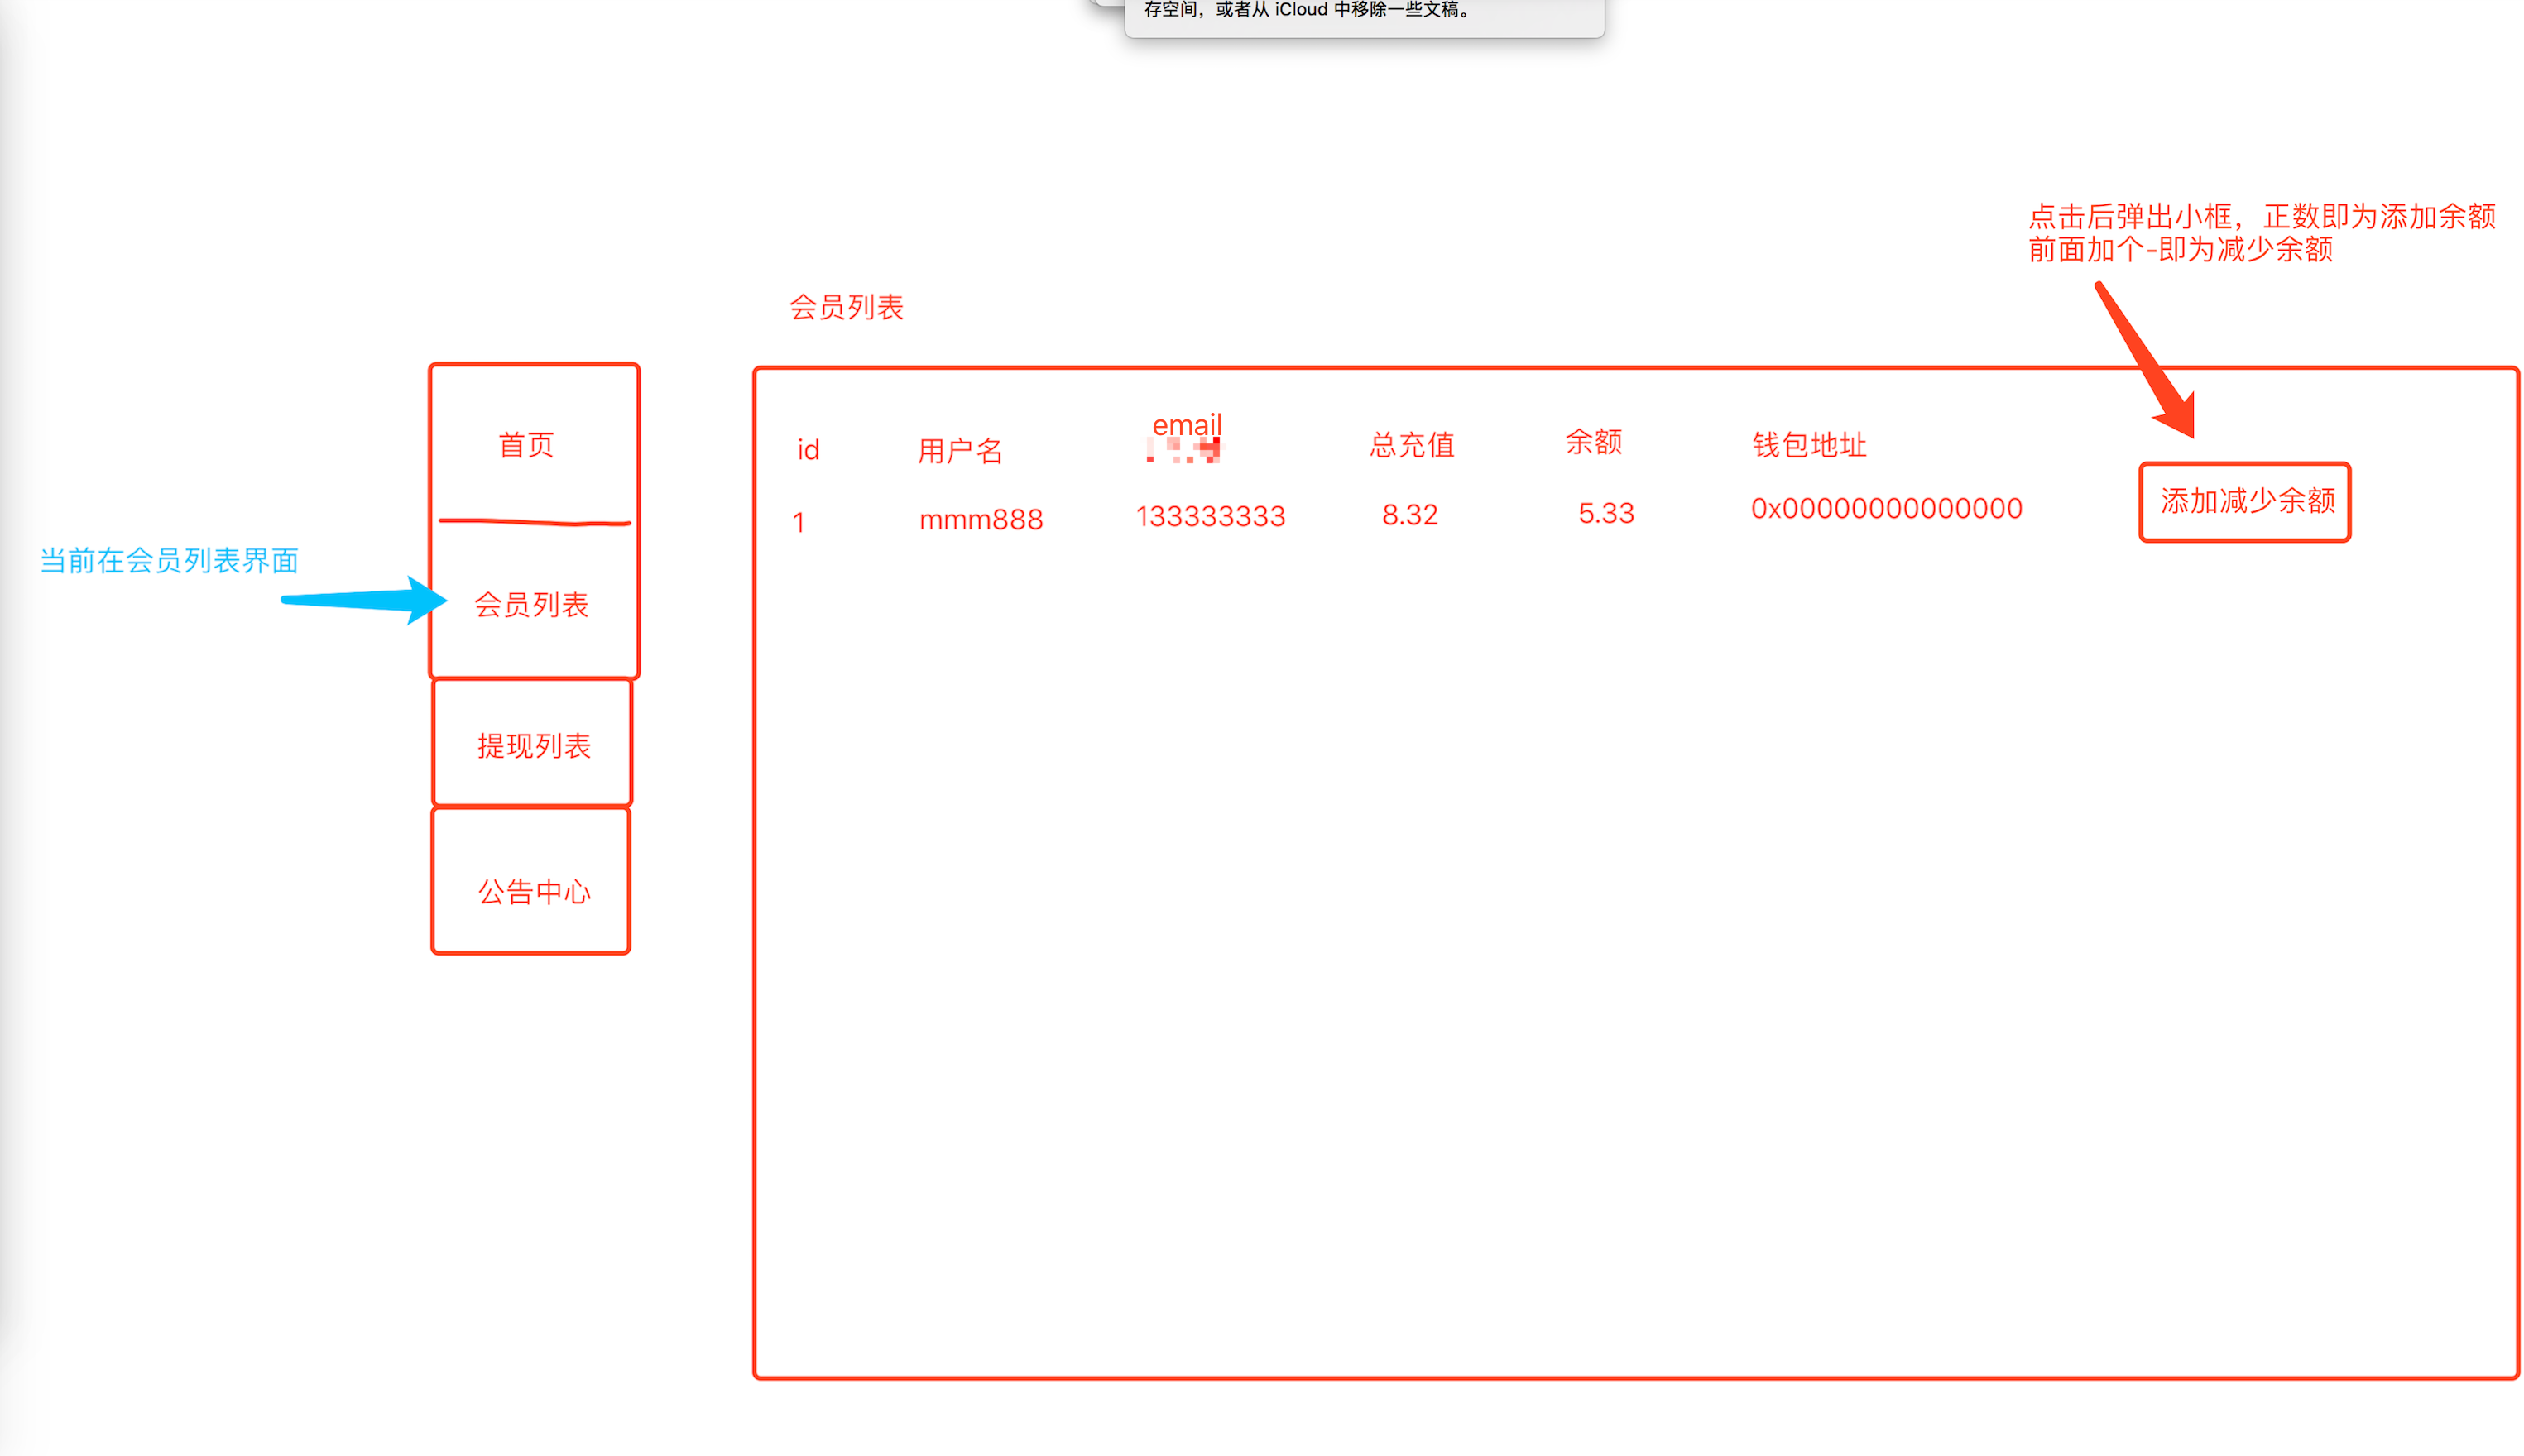 存空间，或者从 iCloud 中移除一些文稿。
点击后弹出小框，正数即为添加余额
前面加个-即为减少余额
会员列表
首页
会员列表
提现列表
公告中心
当前在会员列表界面
id 用户名 email 总充值 余额 钱包地址
1 mmm888 133333333 8.32 5.33 0x00000000000000 添加减少余额